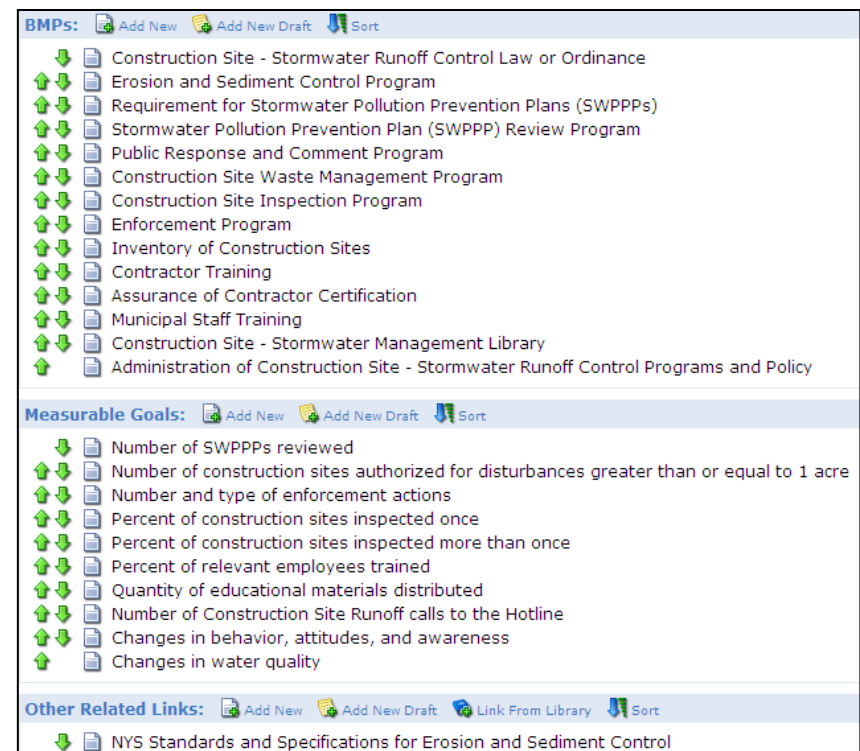 BMPs: Add New Add New Draft Sort
Construction Site - Stormwater Runoff Control Law or Ordinance
Erosion and Sediment Control Program
Requirement for Stormwater Pollution Prevention Plans (SWPPPs)
Stormwater Pollution Prevention Plan (SWPPP) Review Program
Public Response and Comment Program
Construction Site Waste Management Program
Construction Site Inspection Program
Enforcement Program
Inventory of Construction Sites
Contractor Training
Assurance of Contractor Certification
Municipal Staff Training
Construction Site - Stormwater Management Library
Administration of Construction Site - Stormwater Runoff Control Programs and Policy
Measurable Goals: Add New Add New Draft Sort
Number of SWPPPs reviewed
Number of construction sites authorized for disturbances greater than or equal to 1 acre
Number and type of enforcement actions
Percent of construction sites inspected once
Percent of construction sites inspected more than once
Percent of relevant employees trained
Quantity of educational materials distributed
Number of Construction Site Runoff calls to the Hotline
Changes in behavior, attitudes, and awareness
Changes in water quality
Other Related Links: Add New Add New Draft Link From Library Sort
NYS Standards and Specifications for Erosion and Sediment Control